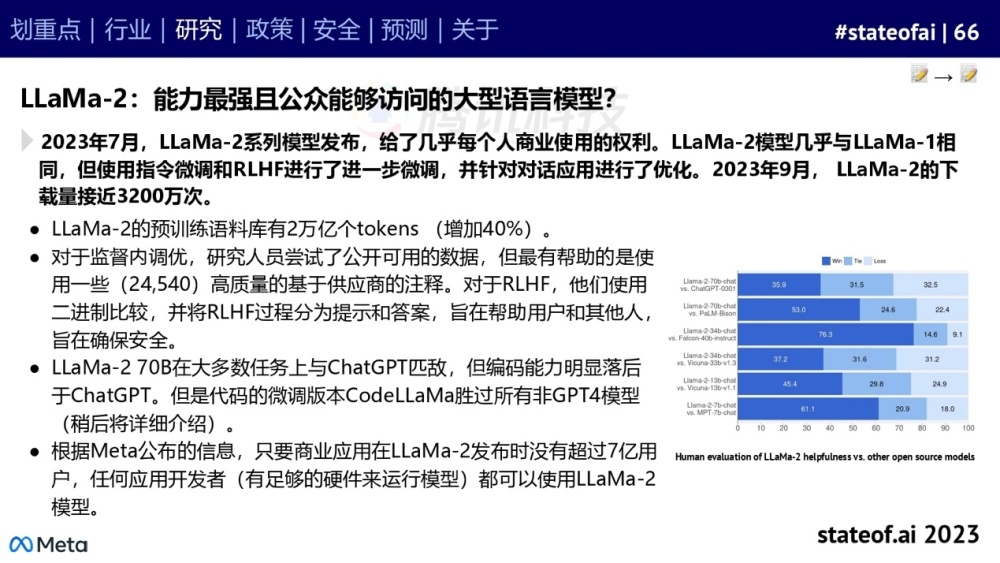 划重点 | 行业 | 研究 | 政策 | 安全 | 预测 | 关于
#stateofai | 66
LLaMa-2：能力最强且公众能够访问的大型语言模型？
2023年7月，LLaMa-2系列模型发布，给了几乎每个人商业使用的权利。LLaMa-2模型几乎与LLaMa-1相
同，但使用指令微调和RLHF进行了进一步微调，并针对对话应用进行了优化。2023年9月， LLaMa-2的下
载量接近3200万次。
● LLaMa-2的预训练语料库有2万亿个tokens （增加40%）。
● 对于监督内调优，研究人员尝试了公开可用的数据，但最有帮助的是使
用一些（24,540）高质量的基于供应商的注释。对于RLHF，他们使用
二进制比较，并将RLHF过程分为提示和答案，旨在帮助用户和其他人，
旨在确保安全。
● LLaMa-2 70B在大多数任务上与ChatGPT匹敌，但编码能力明显落后
于ChatGPT。但是代码的微调版本CodeLLaMa胜过所有非GPT4模型
（稍后将详细介绍）。
● 根据Meta公布的信息，只要商业应用在LLaMa-2发布时没有超过7亿用
户，任何应用开发者（有足够的硬件来运行模型）都可以使用LLaMa-2
模型。
Win Tie Loss
Llama-2-70b-chat
vs. ChatGPT-0301
35.9 31.5 32.5
Llama-2-70b-chat
vs. PaLM-Bison
53.0 24.6 22.4
Llama-2-34b-chat
vs. Falcon-40b-instruct
76.3 14.6 9.1
Llama-2-34b-chat
vs. Vicuna-33b-v1.3
37.2 31.6 31.2
Llama-2-13b-chat
vs. Vicuna-13b-v1.1
45.4 29.8 24.9
Llama-2-7b-chat
vs. MPT-7b-chat
61.1 20.9 18.0
0 10 20 30 40 50 60 70 80 90 100
Human evaluation of LLaMa-2 helpfulness vs. other open source models
Meta
stateof.ai 2023
腾讯科技